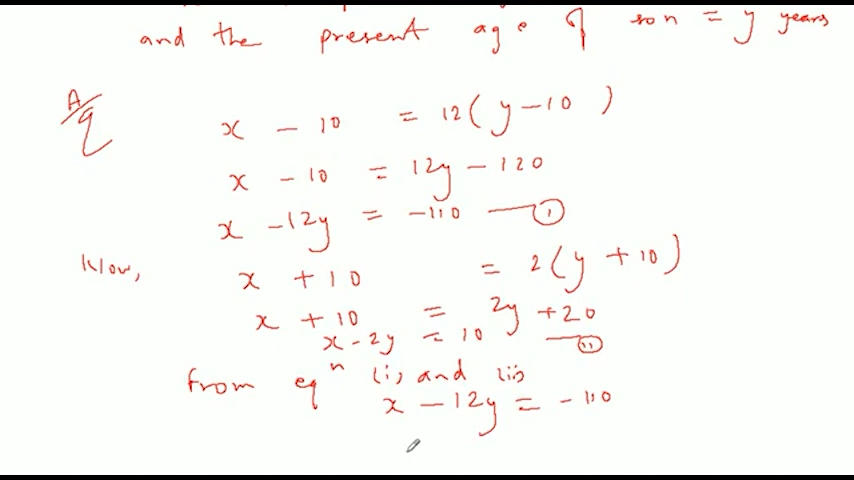 and the present age of son = y years
A/q
x - 10 = 12(y-10)
x - 10 = 12y - 120
x - 12y = -110 —(i)
Now, x + 10 = 2(y + 10)
x + 10 = 2y + 20
x - 2y = 10 —(ii)
From eqⁿ (i) and (ii)
x - 12y = -110